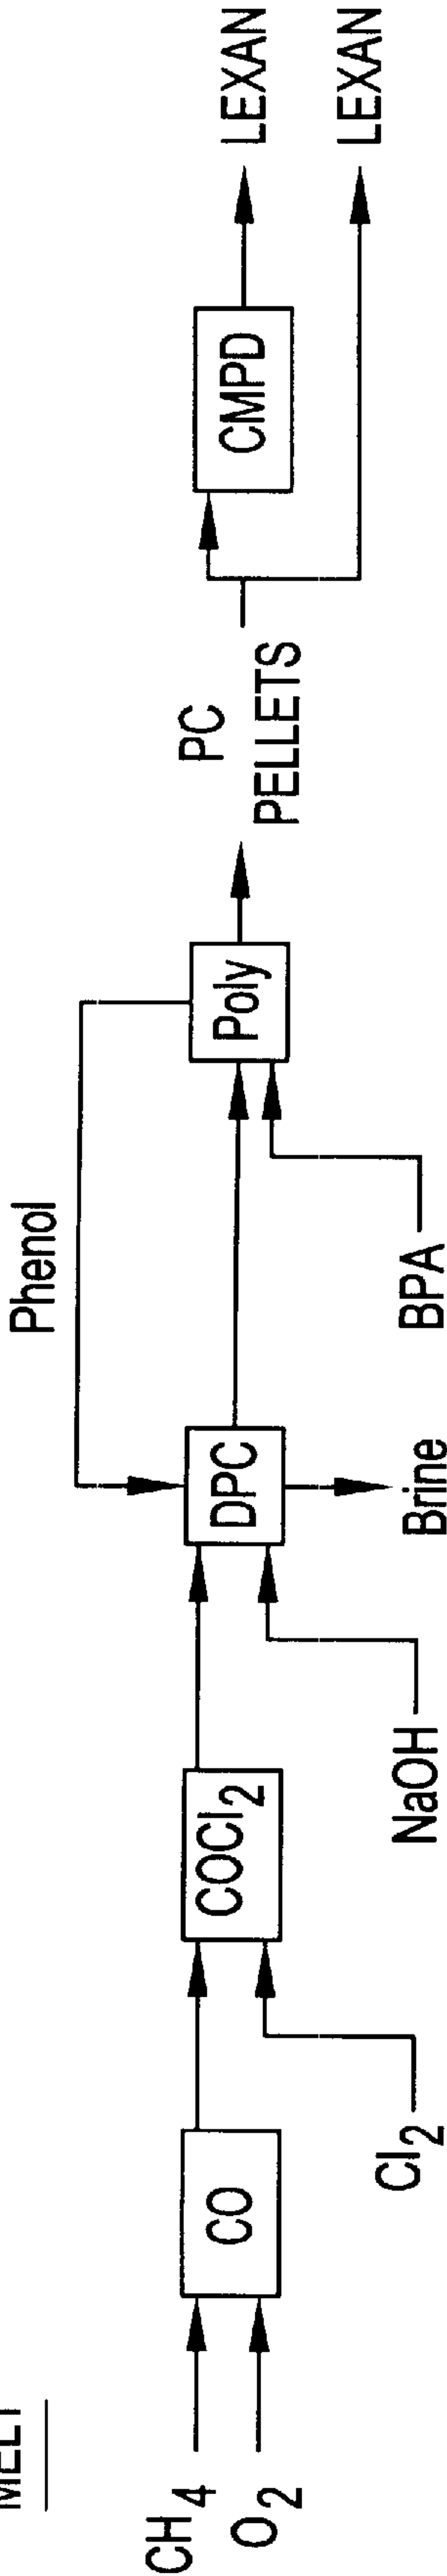 MELT
CH4
O2
CO
Cl2
COCl2
NaOH
DPC
Brine
Phenol
BPA
Poly
PC
PELLETS
CMPD
LEXAN
LEXAN